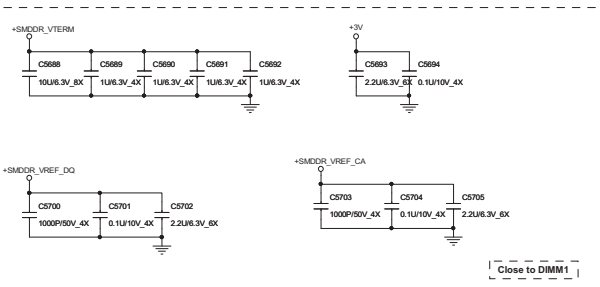 +SMDDR_VTERM
C5688
10U/6.3V_8X
C5689
1U/6.3V_4X
C5690
1U/6.3V_4X
C5691
1U/6.3V_4X
C5692
1U/6.3V_4X
+3V
C5693
2.2U/6.3V_6X
C5694
0.1U/10V_4X
+SMDDR_VREF_DQ
C5700
1000P/50V_4X
C5701
0.1U/10V_4X
C5702
2.2U/6.3V_6X
+SMDDR_VREF_CA
C5703
1000P/50V_4X
C5704
0.1U/10V_4X
C5705
2.2U/6.3V_6X
Close to DIMM1